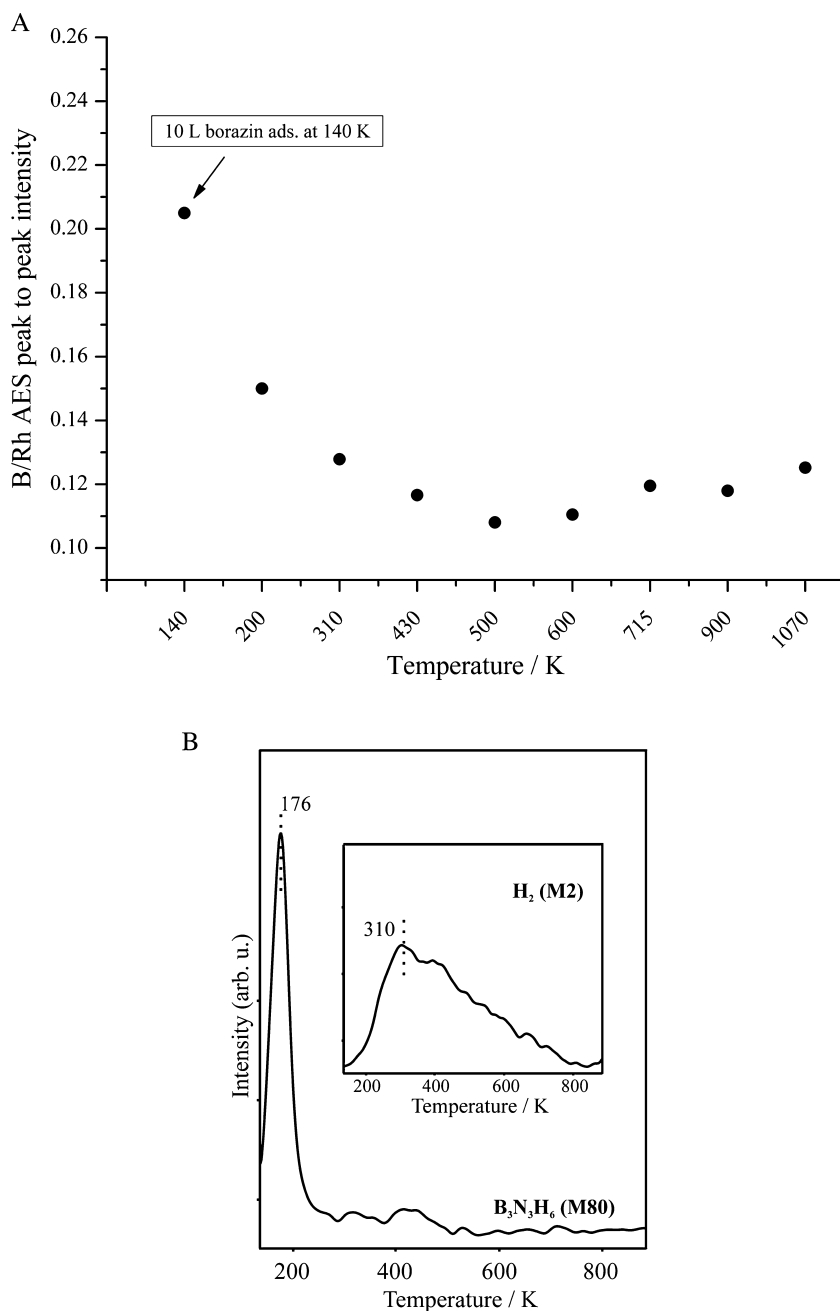 A
0.26
0.24
0.22
0.20
0.18
0.16
0.14
0.12
0.10
B/Rh AES peak to peak intensity
10 L borazin ads. at 140 K
140
200
310
430
500
600
715
900
1070
Temperature / K
B
176
H₂ (M2)
310
200
400
600
800
Temperature / K
Intensity (arb. u.)
B₃N₃H₆ (M80)
200
400
600
800
Temperature / K